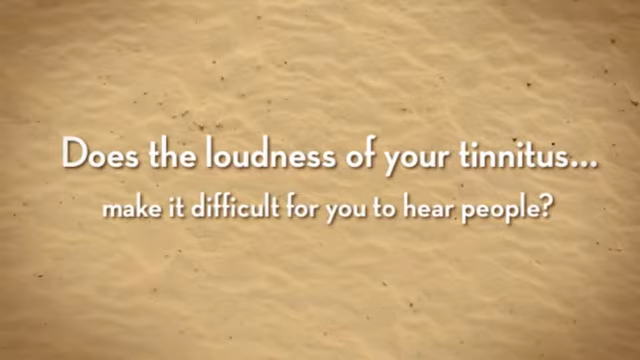 Does the loudness of your tinnitus...
make it difficult for you to hear people?